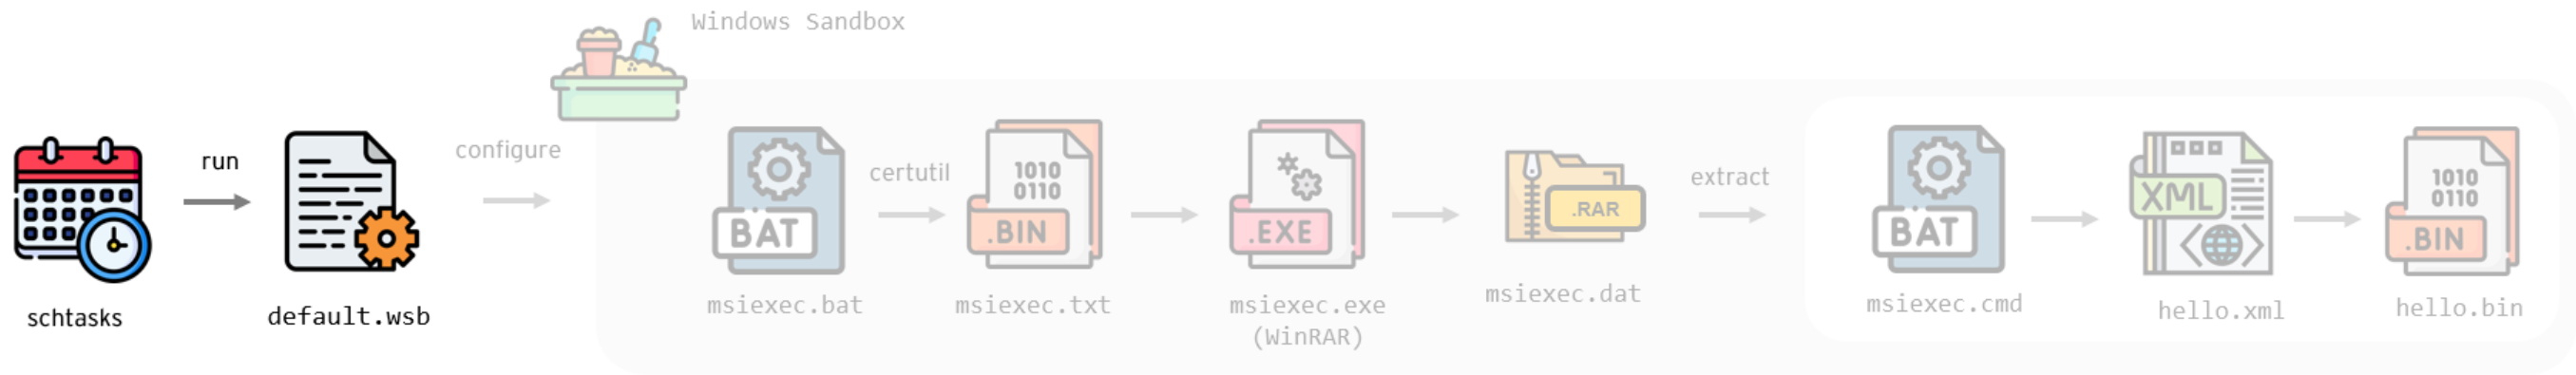 Windows Sandbox
run
configure
certutil
extract
1010
0110
.BIN
BAT
.EXE
.RAR
BAT
XML
1010
0110
.BIN
schtasks
default.wsb
msiexec.bat
msiexec.txt
msiexec.exe
(WinRAR)
msiexec.dat
msiexec.cmd
hello.xml
hello.bin